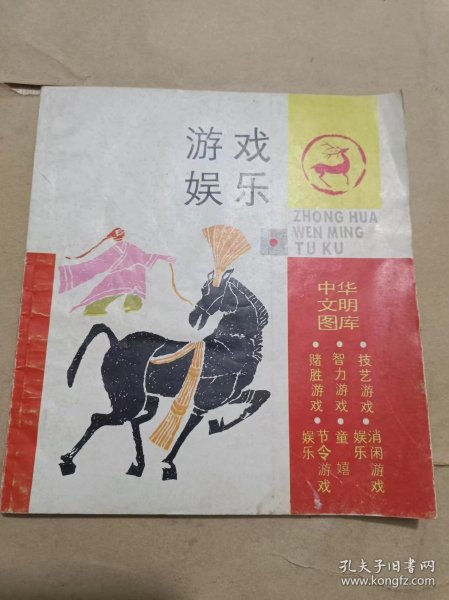 游戏
娱乐
ZHONG HUA
WEN MING
TU KU
中华
文明
图库
•技艺游戏
•智力游戏
•赌胜游戏
•消闲游戏娱乐
•童嬉
•节令游戏娱乐
孔夫子旧书网
www.kongfz.com